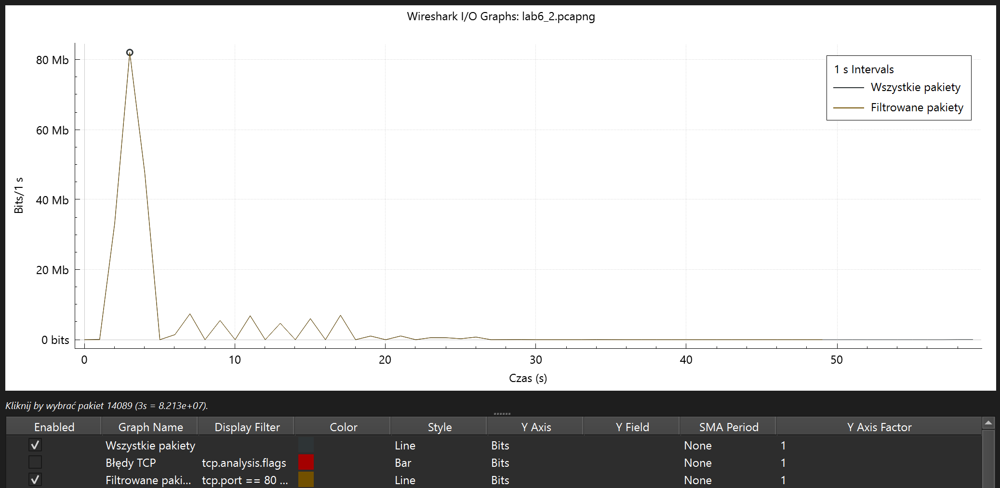 Wireshark I/O Graphs: lab6_2.pcapng
80 Mb
60 Mb
40 Mb
20 Mb
0 bits
Bits/1 s
1 s Intervals
Wszystkie pakiety
Filtrowane pakiety
0 10 20 30 40 50
Czas (s)
Kliknij by wybrać pakiet 14089 (3s = 8.213e+07).
Enabled Graph Name Display Filter Color Style Y Axis Y Field SMA Period Y Axis Factor
Wszystkie pakiety Line Bits None 1
Błędy TCP tcp.analysis.flags Bar Bits None 1
Filtrowane paki... tcp.port == 80 ... Line Bits None 1